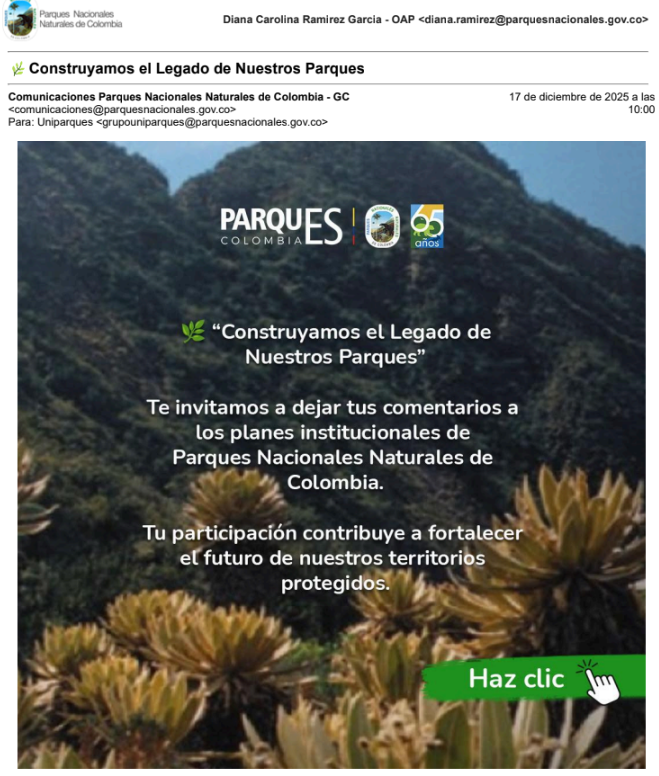 Parques Nacionales
Naturales de Colombia
Diana Carolina Ramirez Garcia - OAP <diana.ramirez@parquesnacionales.gov.co>
🌿 Construyamos el Legado de Nuestros Parques
Comunicaciones Parques Nacionales Naturales de Colombia - GC
17 de diciembre de 2025 a las
<comunicaciones@parquesnacionales.gov.co>
10:00
Para: Uniparques <grupouniparques@parquesnacionales.gov.co>
PARQUES
COLOMBIA
65
años
🌿 “Construyamos el Legado de
Nuestros Parques”
Te invitamos a dejar tus comentarios a
los planes institucionales de
Parques Nacionales Naturales de
Colombia.
Tu participación contribuye a fortalecer
el futuro de nuestros territorios
protegidos.
Haz clic